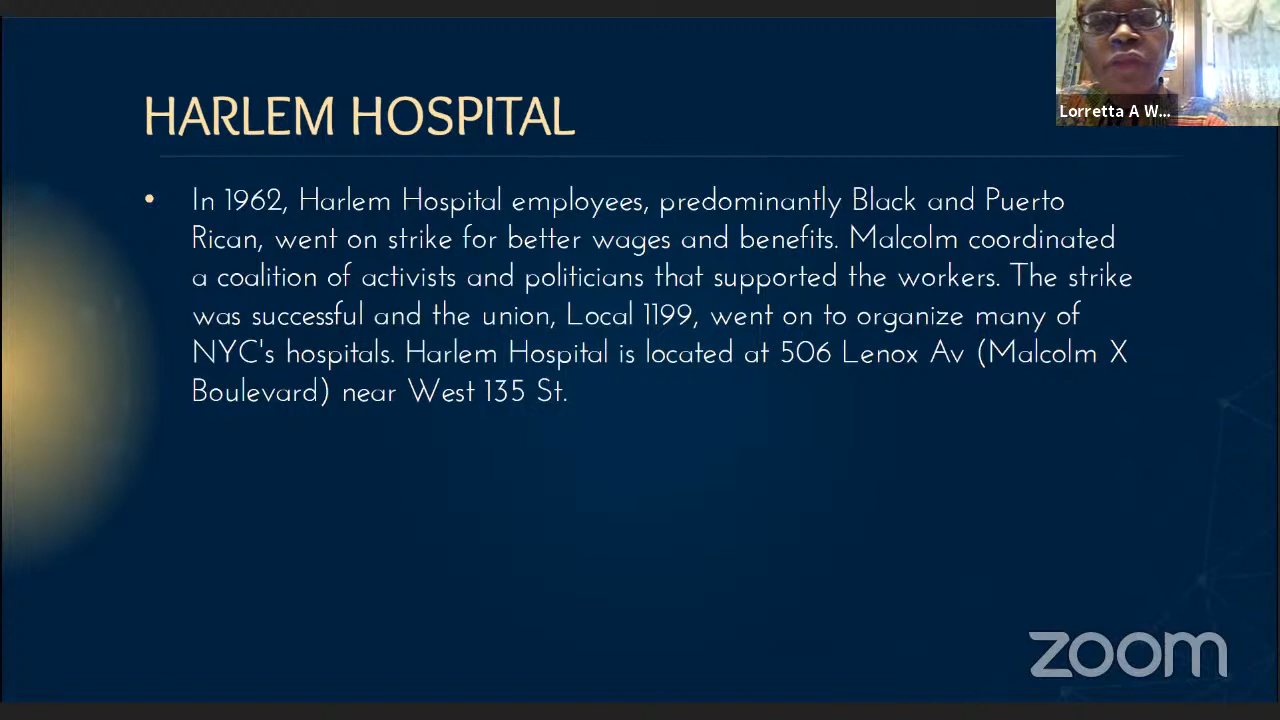 HARLEM HOSPITAL
Lorretta A W...
• In 1962, Harlem Hospital employees, predominantly Black and Puerto
Rican, went on strike for better wages and benefits. Malcolm coordinated
a coalition of activists and politicians that supported the workers. The strike
was successful and the union, Local 1199, went on to organize many of
NYC's hospitals. Harlem Hospital is located at 506 Lenox Av (Malcolm X
Boulevard) near West 135 St.
zoom